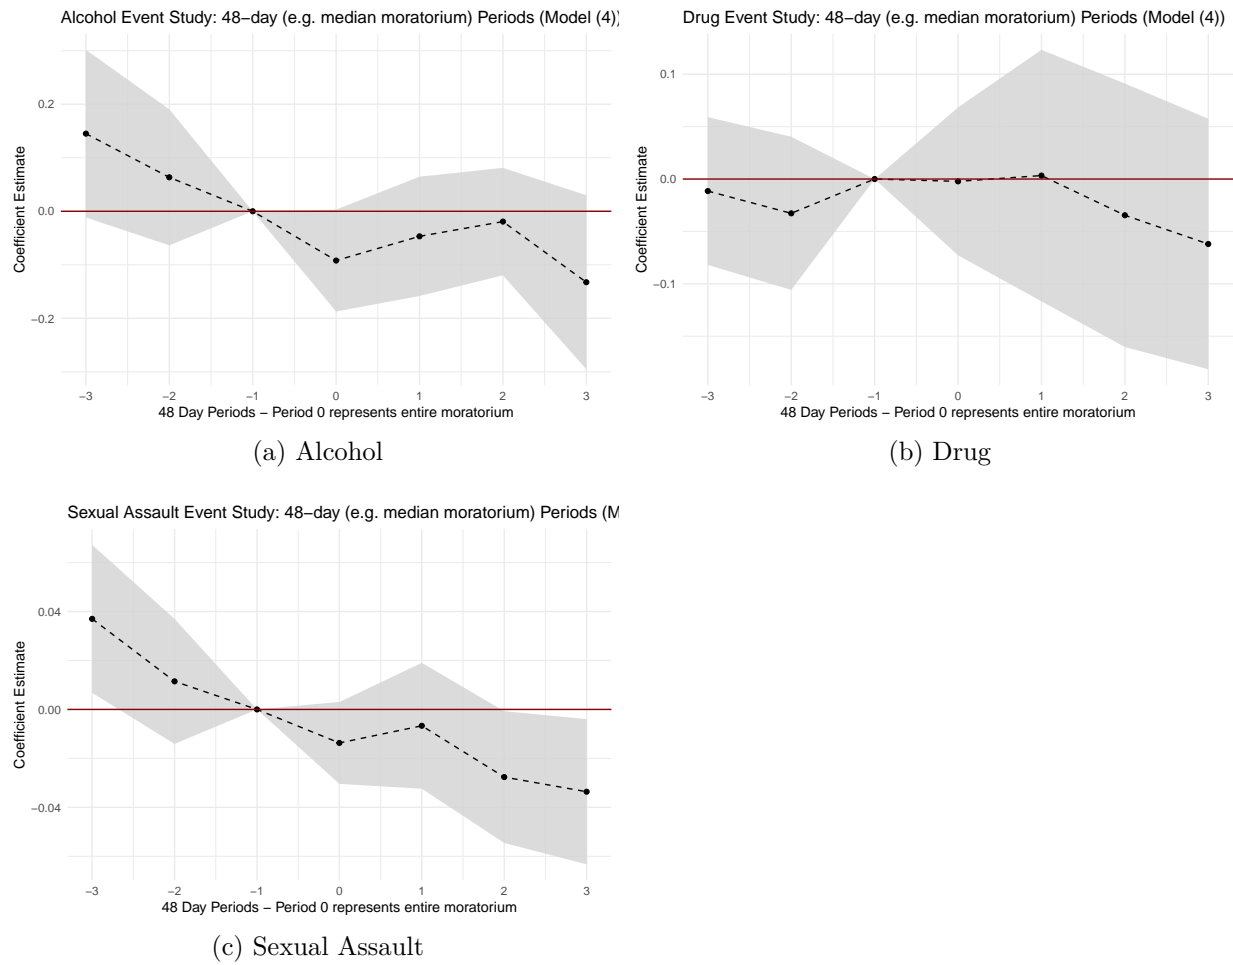 Alcohol Event Study: 48−day (e.g. median moratorium) Periods (Model (4))
Coefficient Estimate
0.2
0.0
−0.2
−3 −2 −1 0 1 2 3
48 Day Periods − Period 0 represents entire moratorium
(a) Alcohol
Drug Event Study: 48−day (e.g. median moratorium) Periods (Model (4))
Coefficient Estimate
0.1
0.0
−0.1
−3 −2 −1 0 1 2 3
48 Day Periods − Period 0 represents entire moratorium
(b) Drug
Sexual Assault Event Study: 48−day (e.g. median moratorium) Periods (M
Coefficient Estimate
0.04
0.00
−0.04
−3 −2 −1 0 1 2 3
48 Day Periods − Period 0 represents entire moratorium
(c) Sexual Assault